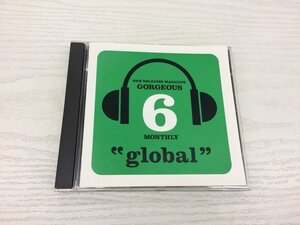 NEW RELEASES MAGAZINE
GORGEOUS
6
MONTHLY
“global”